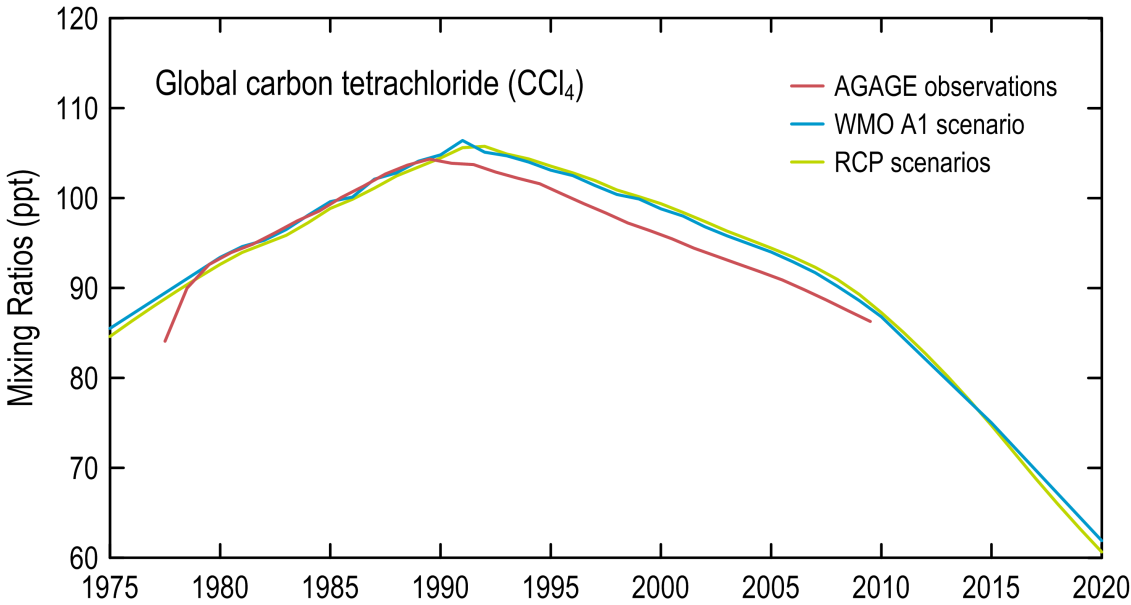 120
110
100
90
80
70
60
Mixing Ratios (ppt)
Global carbon tetrachloride (CCl₄)
AGAGE observations
WMO A1 scenario
RCP scenarios
1975 1980 1985 1990 1995 2000 2005 2010 2015 2020